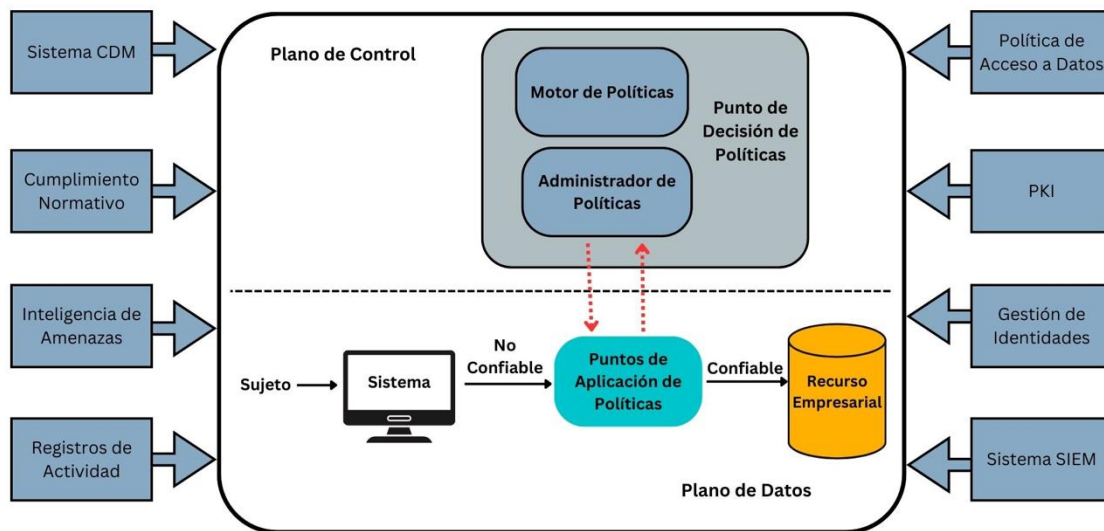 Sistema CDM
Cumplimiento
Normativo
Inteligencia de
Amenazas
Registros de
Actividad
Plano de Control
Motor de Políticas
Administrador de
Políticas
Punto de
Decisión de
Políticas
Sujeto
Sistema
No
Confiable
Puntos de
Aplicación de
Políticas
Confiable
Recurso
Empresarial
Plano de Datos
Política de
Acceso a Datos
PKI
Gestión de
Identidades
Sistema SIEM